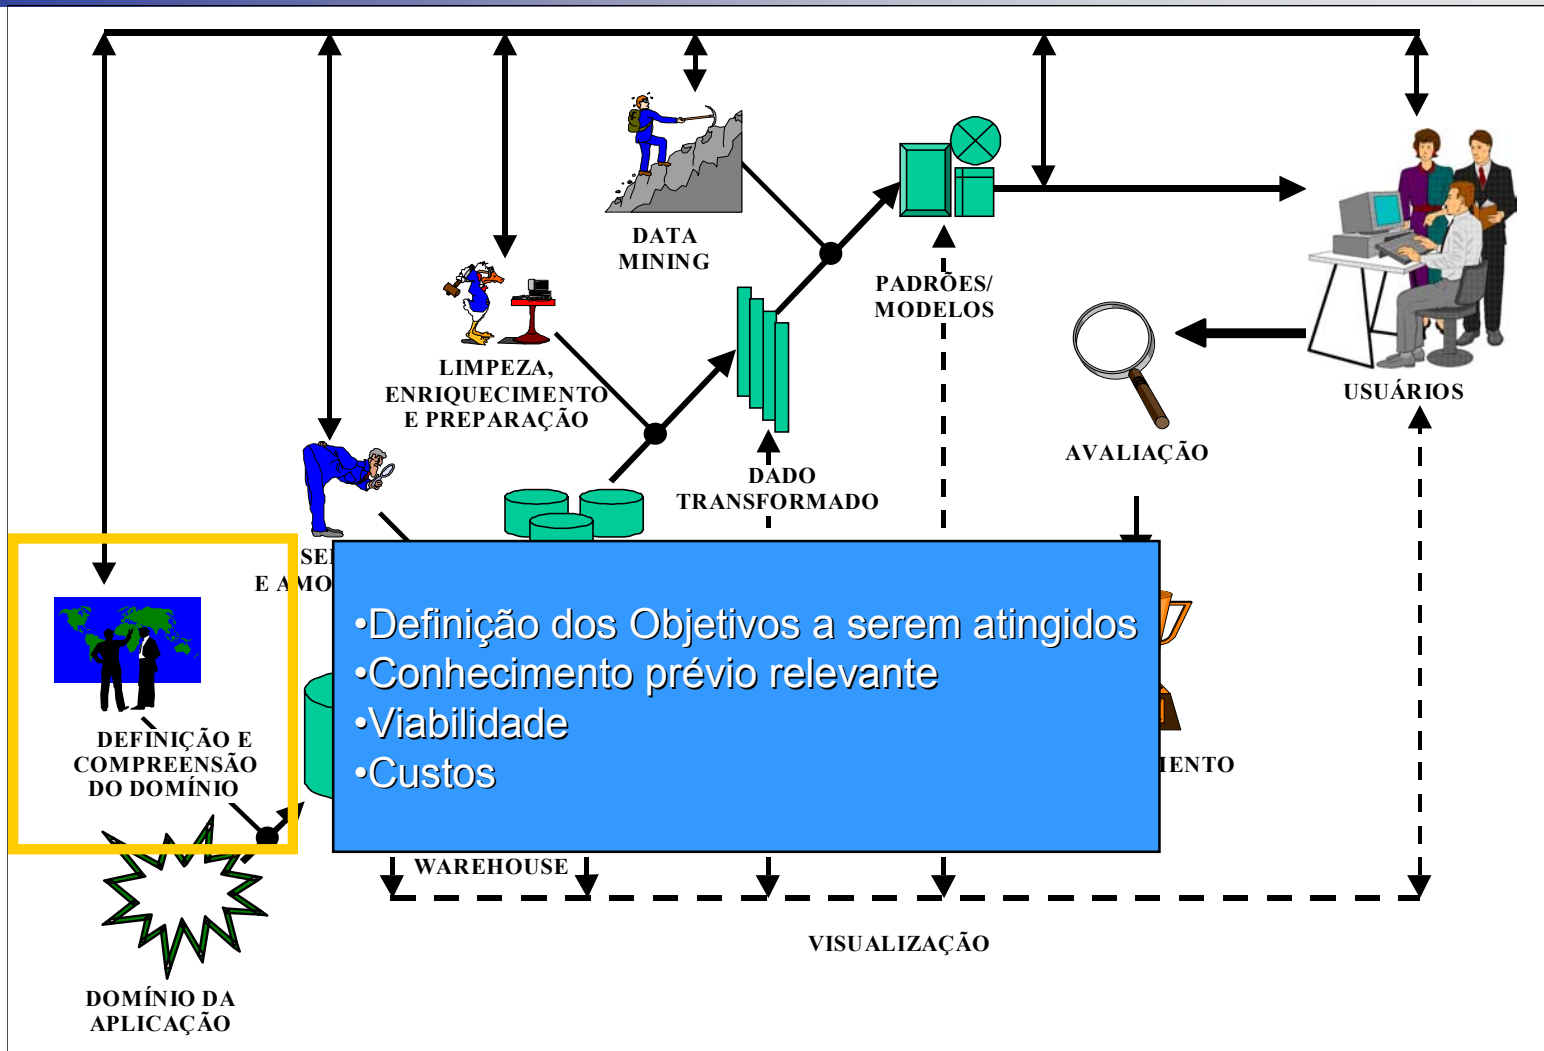 DATA
MINING
PADRÕES/
MODELOS
LIMPEZA,
ENRIQUECIMENTO
E PREPARAÇÃO
USUÁRIOS
AVALIAÇÃO
DADO
TRANSFORMADO
E
•Definição dos Objetivos a serem atingidos
•Conhecimento prévio relevante
•Viabilidade
•Custos
DEFINIÇÃO E
COMPREENSÃO
DO DOMÍNIO
WAREHOUSE
VISUALIZAÇÃO
DOMÍNIO DA
APLICAÇÃO